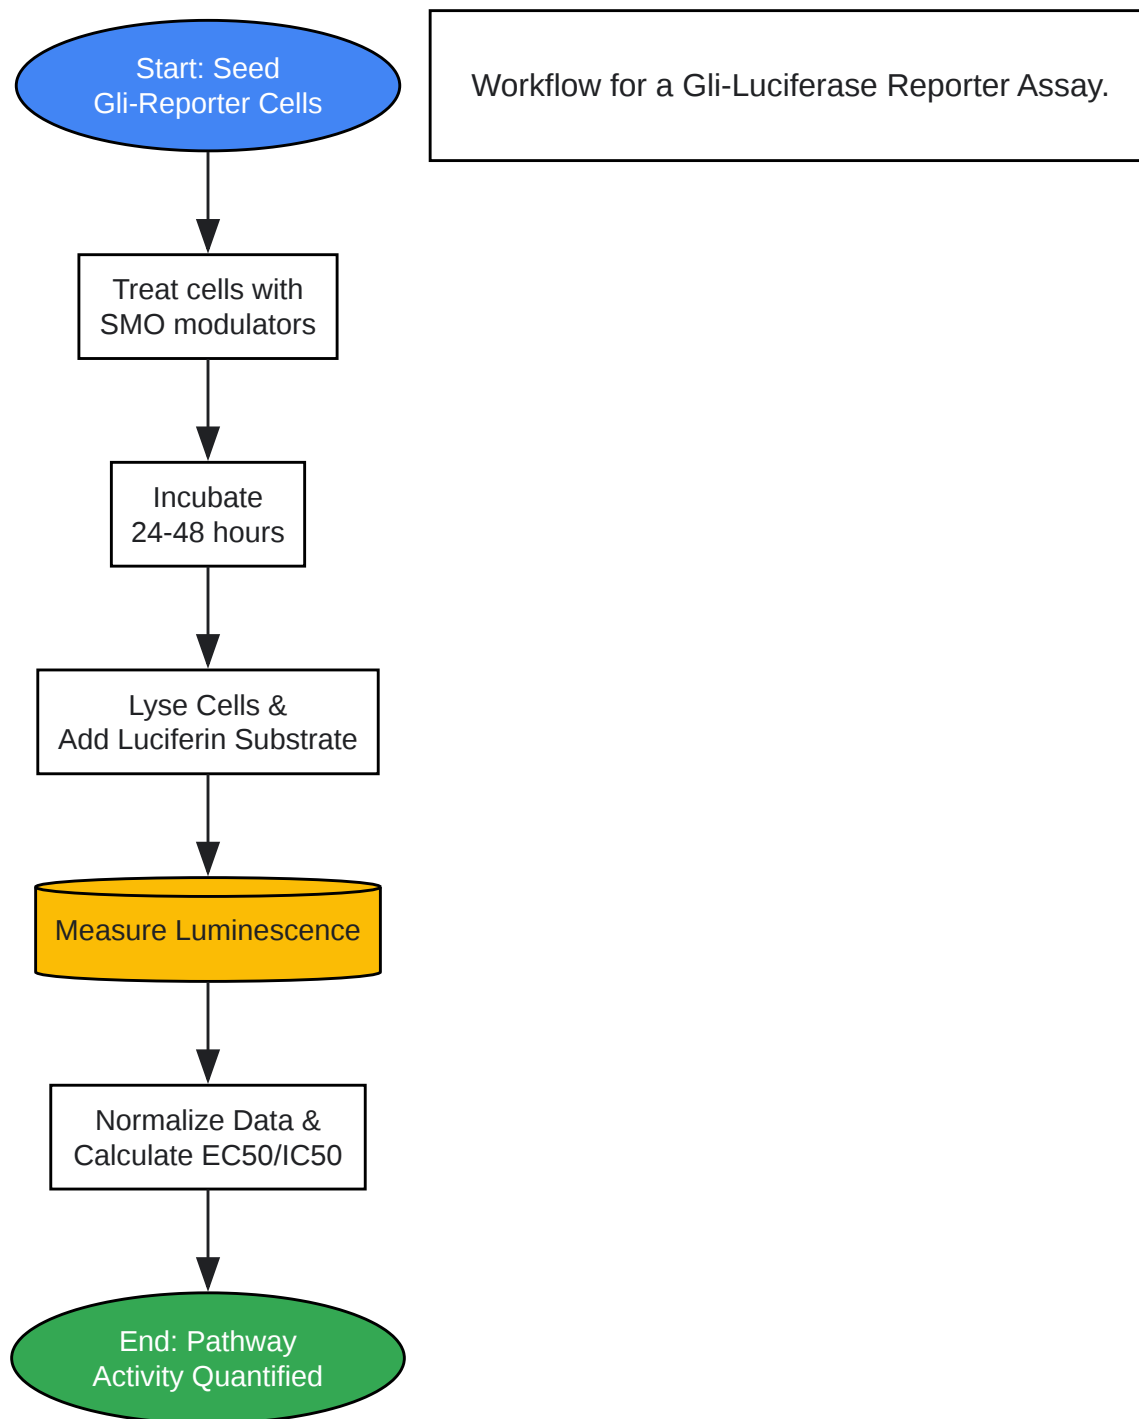 Start: Seed
Gli-Reporter Cells
Workflow for a Gli-Luciferase Reporter Assay.
Treat cells with
SMO modulators
Incubate
24-48 hours
Lyse Cells &
Add Luciferin Substrate
Measure Luminescence
Normalize Data &
Calculate EC50/IC50
End: Pathway
Activity Quantified